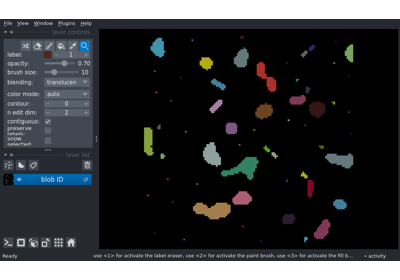 File View Window Plugins Help
layer controls
label: 1
opacity: 0.70
brush size: 10
blending: translucen
color mode: auto
contour: 0
n edit dim: 2
contiguous:
preserve
labels:
show
selected:
layer list
blob ID
Ready
use <1> for activate the label eraser, use <2> for activate the paint brush, use <3> for activate the fill b...
activity